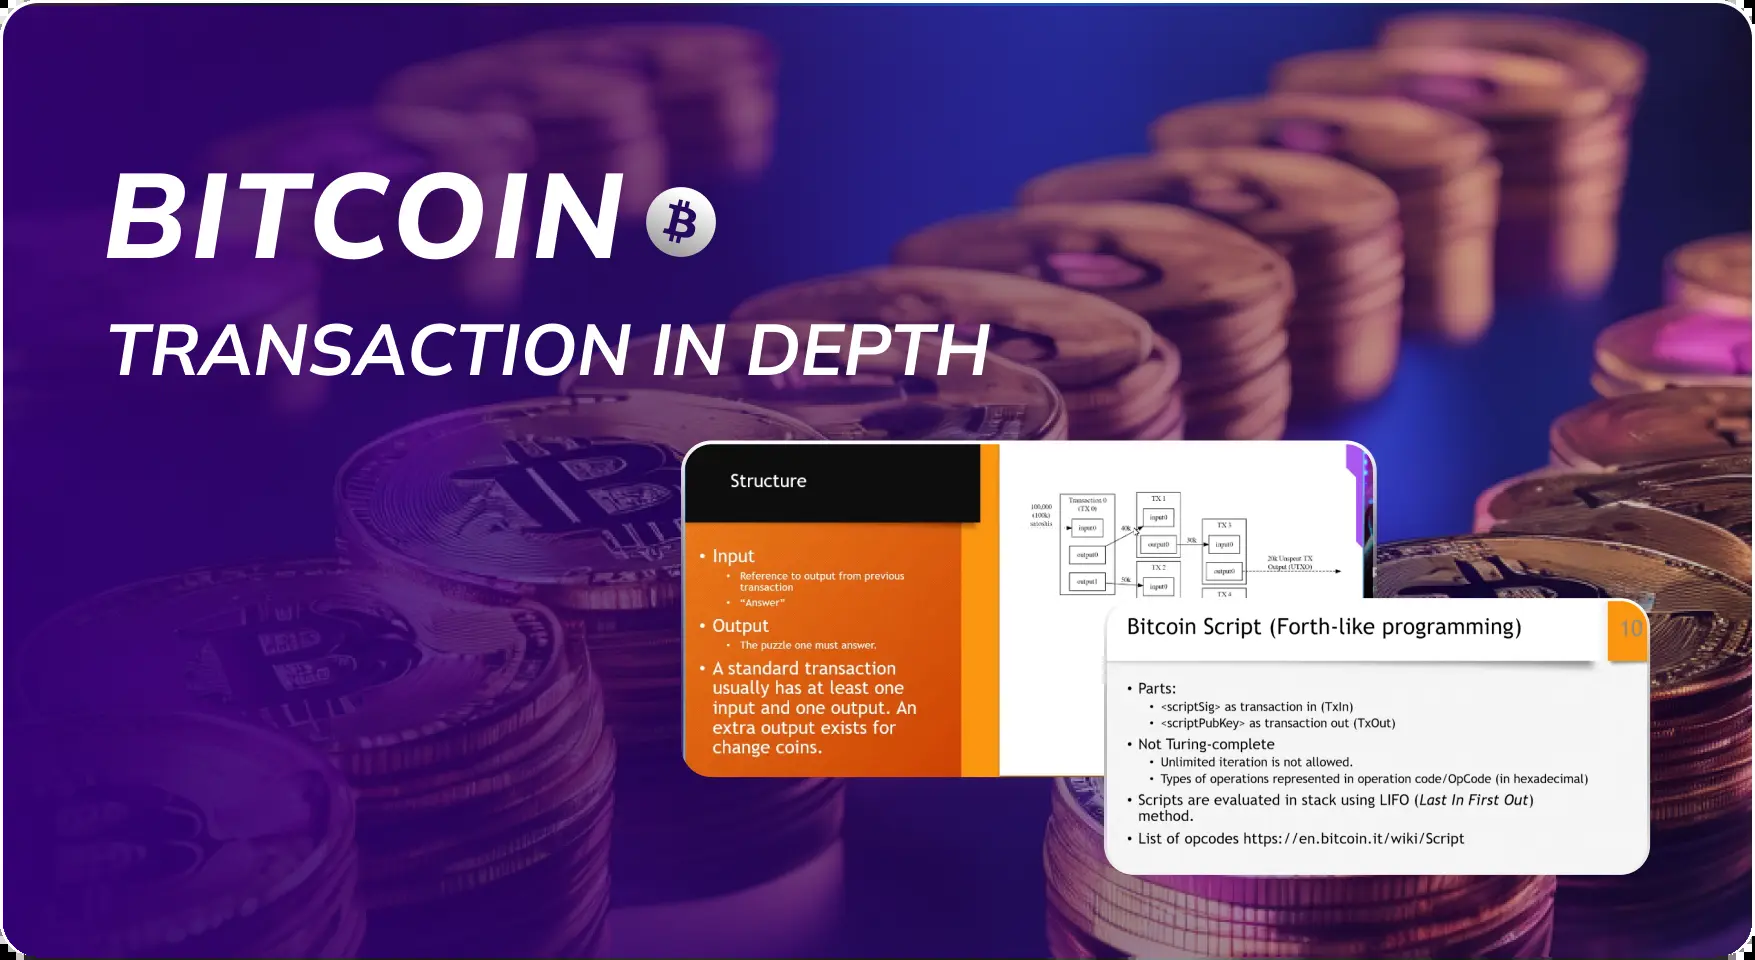 BITCOIN
TRANSACTION IN DEPTH
Structure
• Input
• Reference to output from previous
transaction
• “Answer”
• Output
• The puzzle one must answer.
• A standard transaction
usually has at least one
input and one output. An
extra output exists for
change coins.
100,000
(100k)
satoshis
Transaction 0
(TX 0)
input0
output0
output1
40k
50k
TX 1
input0
output0
30k
TX 2
input0
TX 3
input0
output0
TX 4
20k Unspent TX
Output (UTXO)
Bitcoin Script (Forth-like programming)
10
• Parts:
• <scriptSig> as transaction in (TxIn)
• <scriptPubKey> as transaction out (TxOut)
• Not Turing-complete
• Unlimited iteration is not allowed.
• Types of operations represented in operation code/OpCode (in hexadecimal)
• Scripts are evaluated in stack using LIFO (Last In First Out)
method.
• List of opcodes https://en.bitcoin.it/wiki/Script